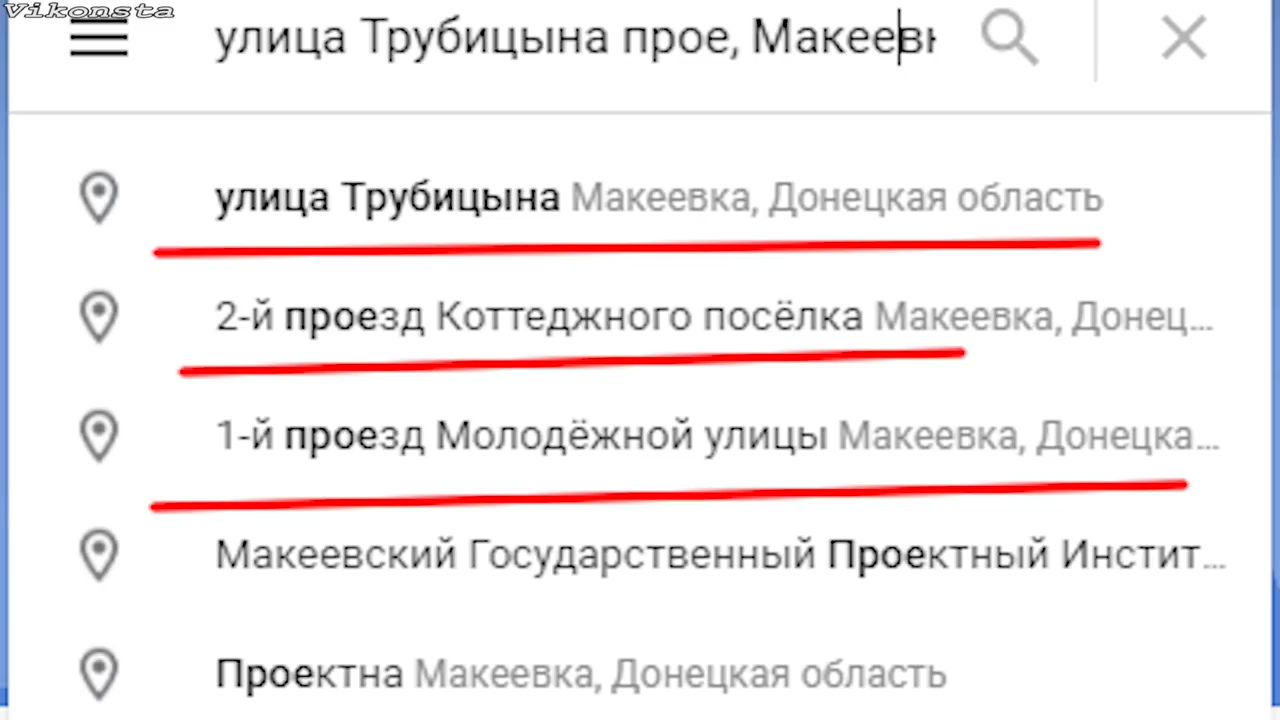 Vikonsta
улица Трубицына прое, Макеевк
улица Трубицына Макеевка, Донецкая область
2-й проезд Коттеджного посёлка Макеевка, Донец...
1-й проезд Молодёжной улицы Макеевка, Донецка...
Макеевский Государственный Проектный Инстит...
Проектна Макеевка, Донецкая область